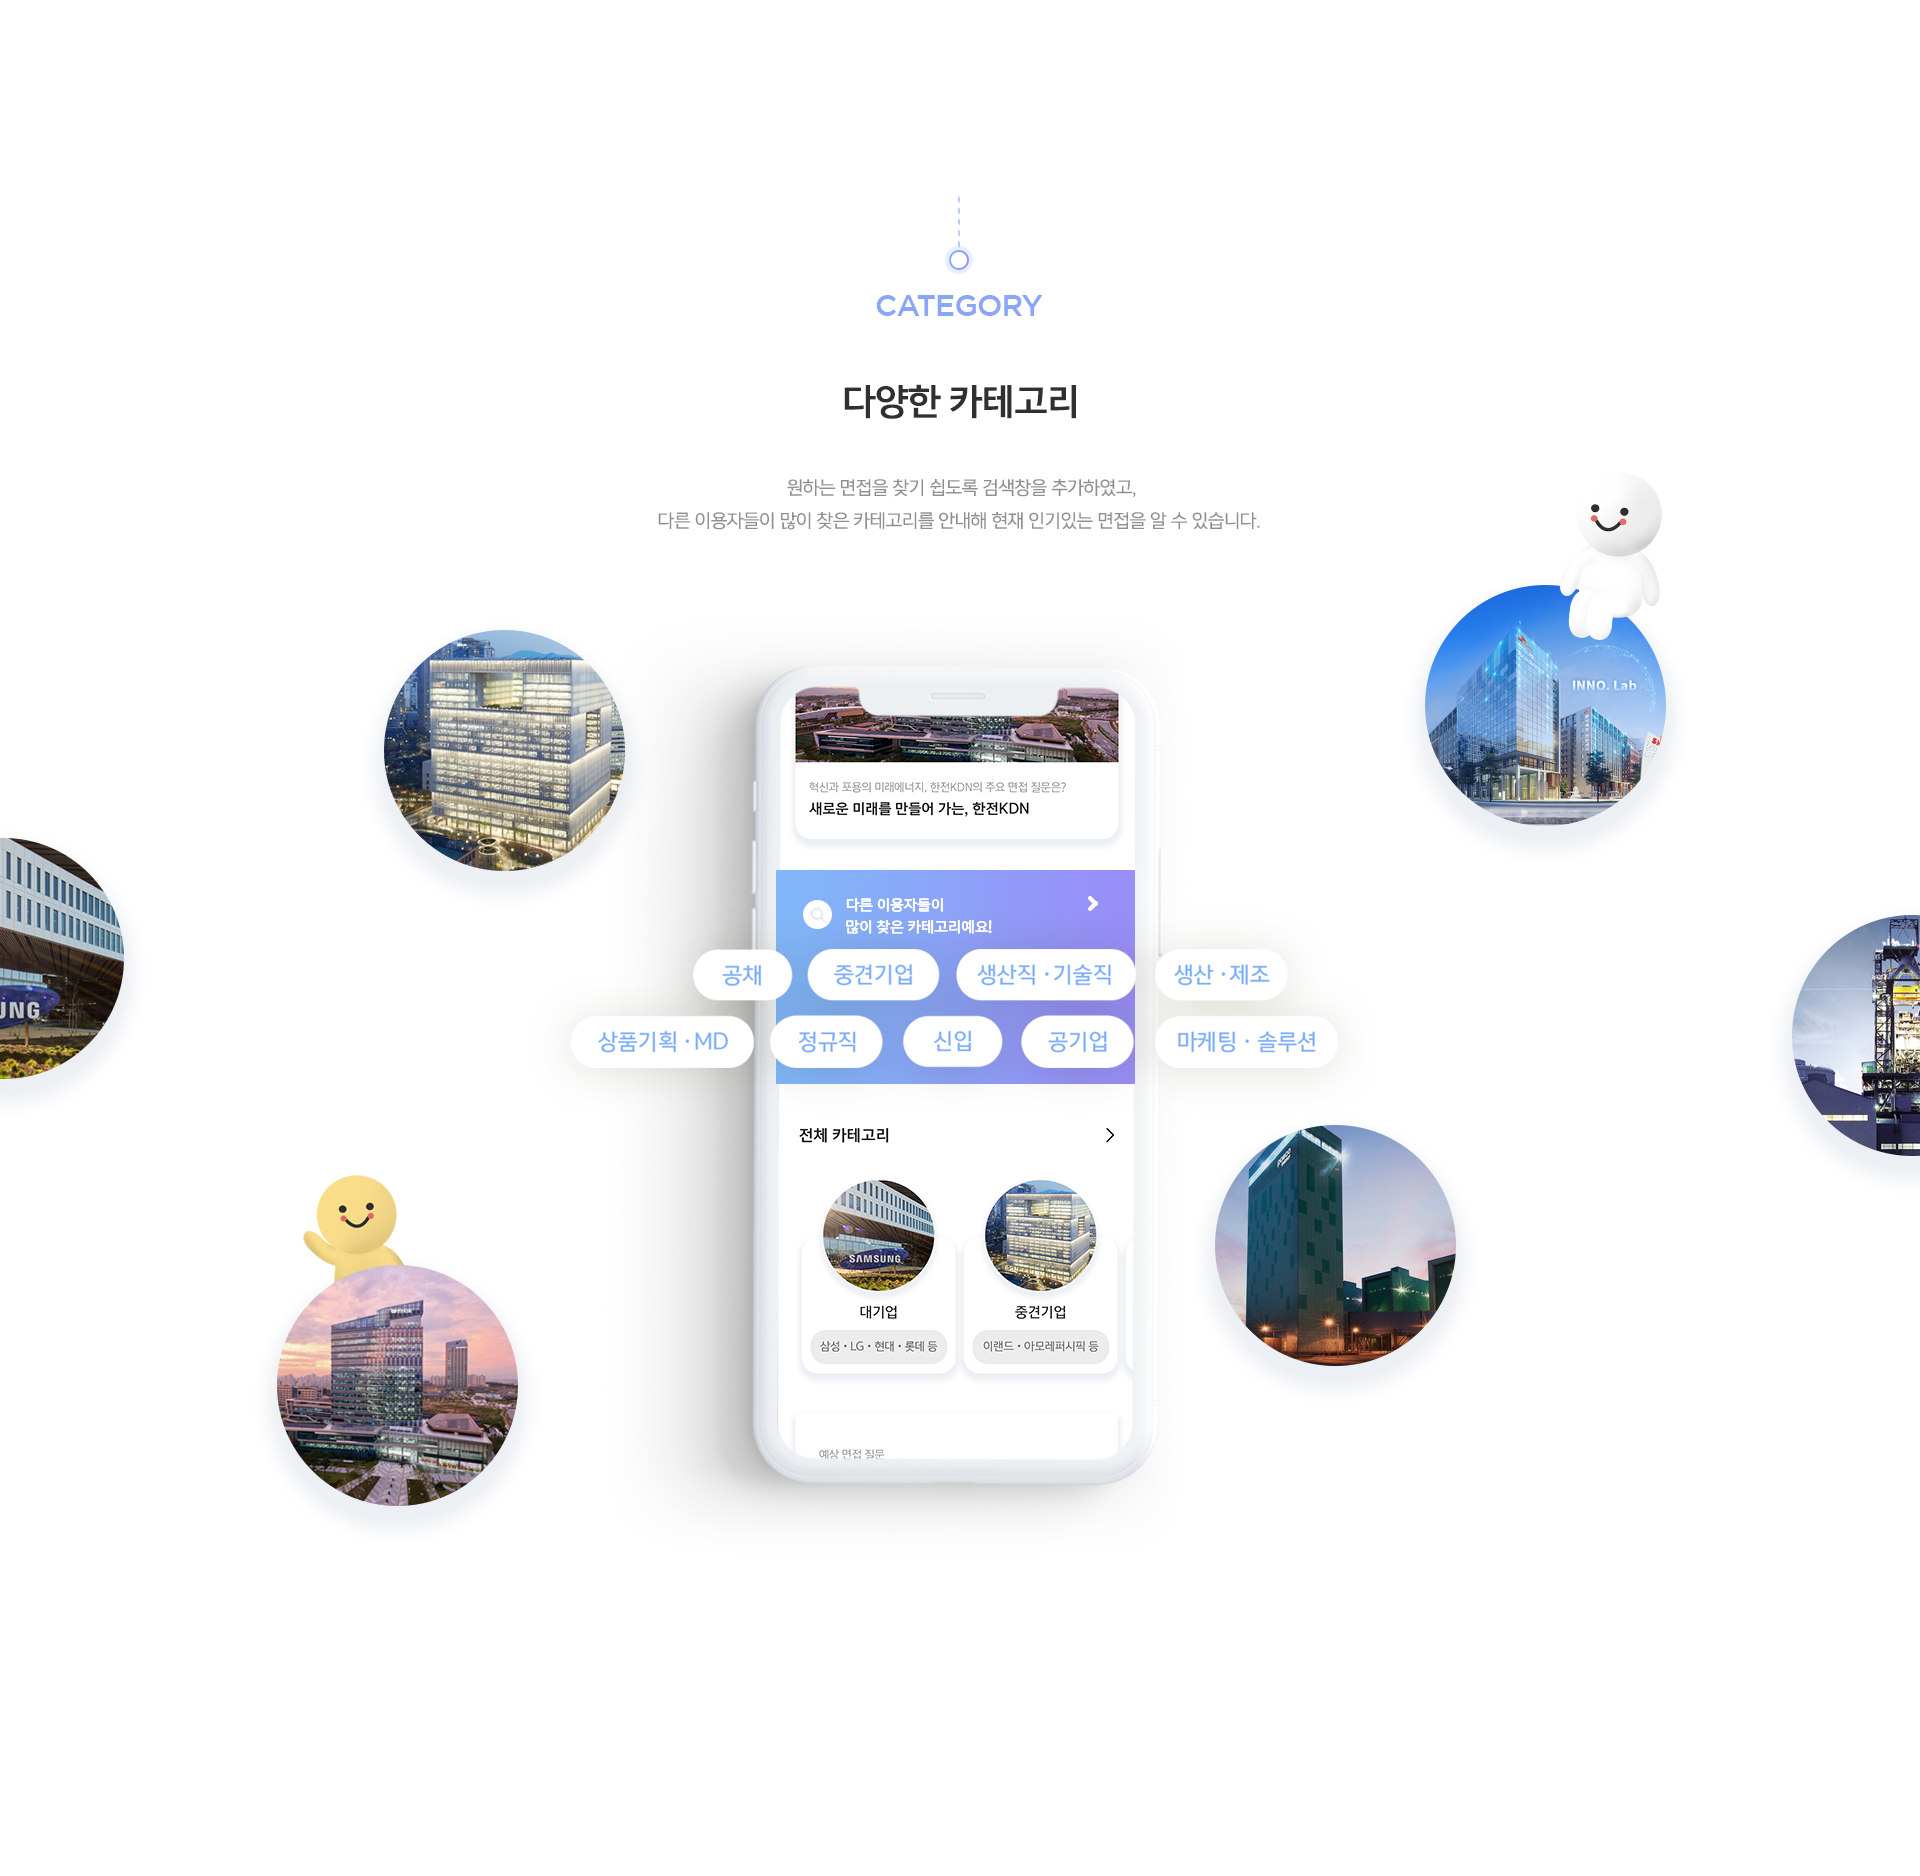 CATEGORY
다양한 카테고리
원하는 면접을 찾기 쉽도록 검색창을 추가하였고,
다른 이용자들이 많이 찾은 카테고리를 안내해 현재 인기있는 면접을 알 수 있습니다.
INNO. Lab
혁신과 포용의 미래에너지, 한전KDN의 주요 면접 질문은?
새로운 미래를 만들어 가는, 한전KDN
다른 이용자들이
많이 찾은 카테고리예요!
공채 중견기업 생산직 · 기술직 생산 · 제조
상품기획 · MD 정규직 신입 공기업 마케팅 · 솔루션
UNG
전체 카테고리
posco
SAMSUNG
대기업 중견기업
삼성 • LG • 현대 • 롯데 등 이랜드 • 아모레퍼시픽 등
예상 면접 질문